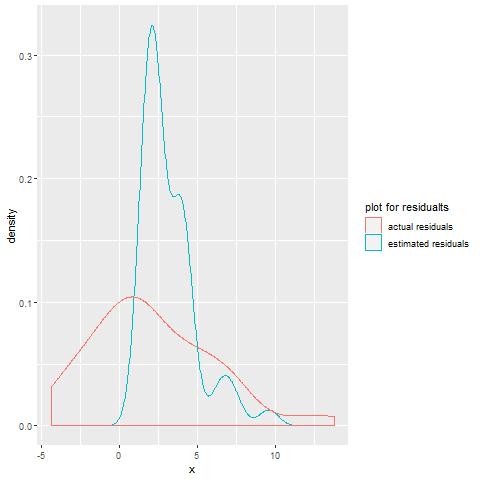 0.3
0.2
0.1
0.0
density
-5
0
5
10
x
plot for residualts
actual residuals
estimated residuals